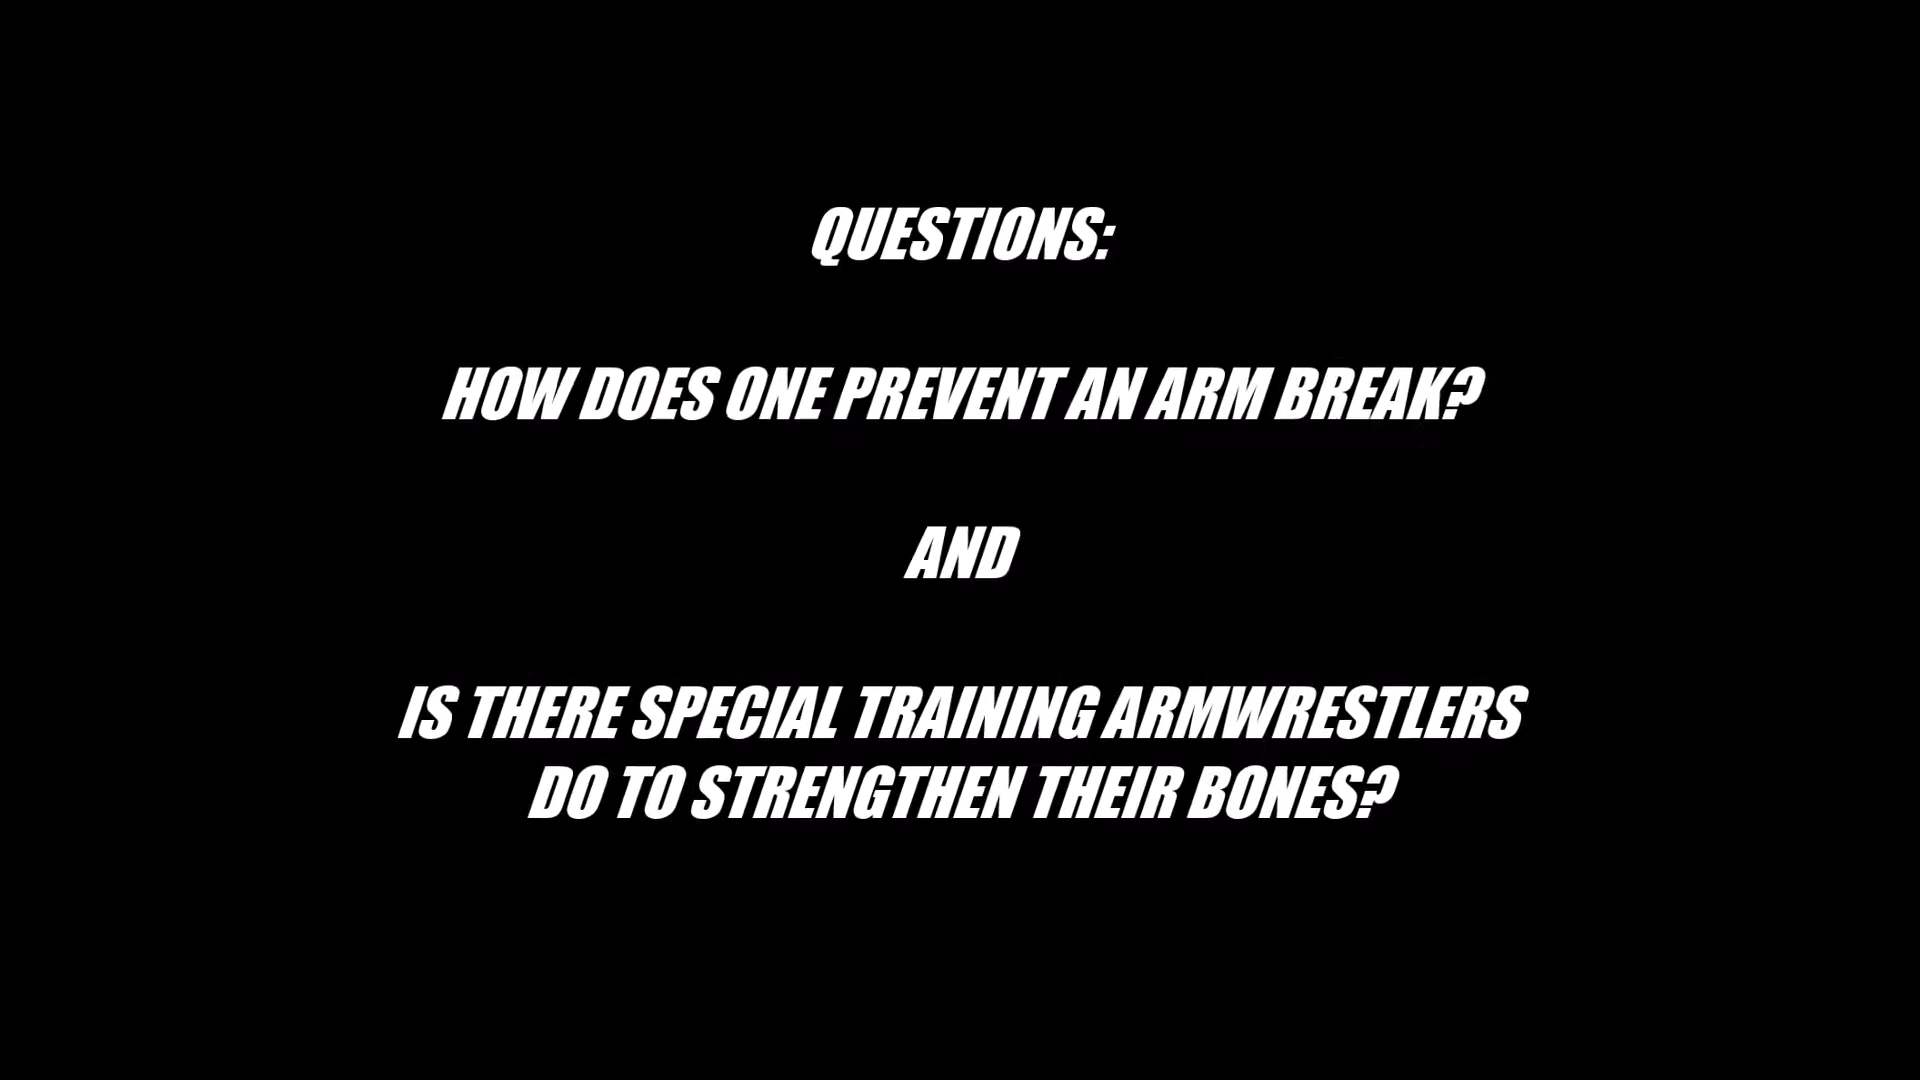 QUESTIONS:
HOW DOES ONE PREVENT AN ARM BREAK?
AND
IS THERE SPECIAL TRAINING ARMWRESTLERS
DO TO STRENGTHEN THEIR BONES?